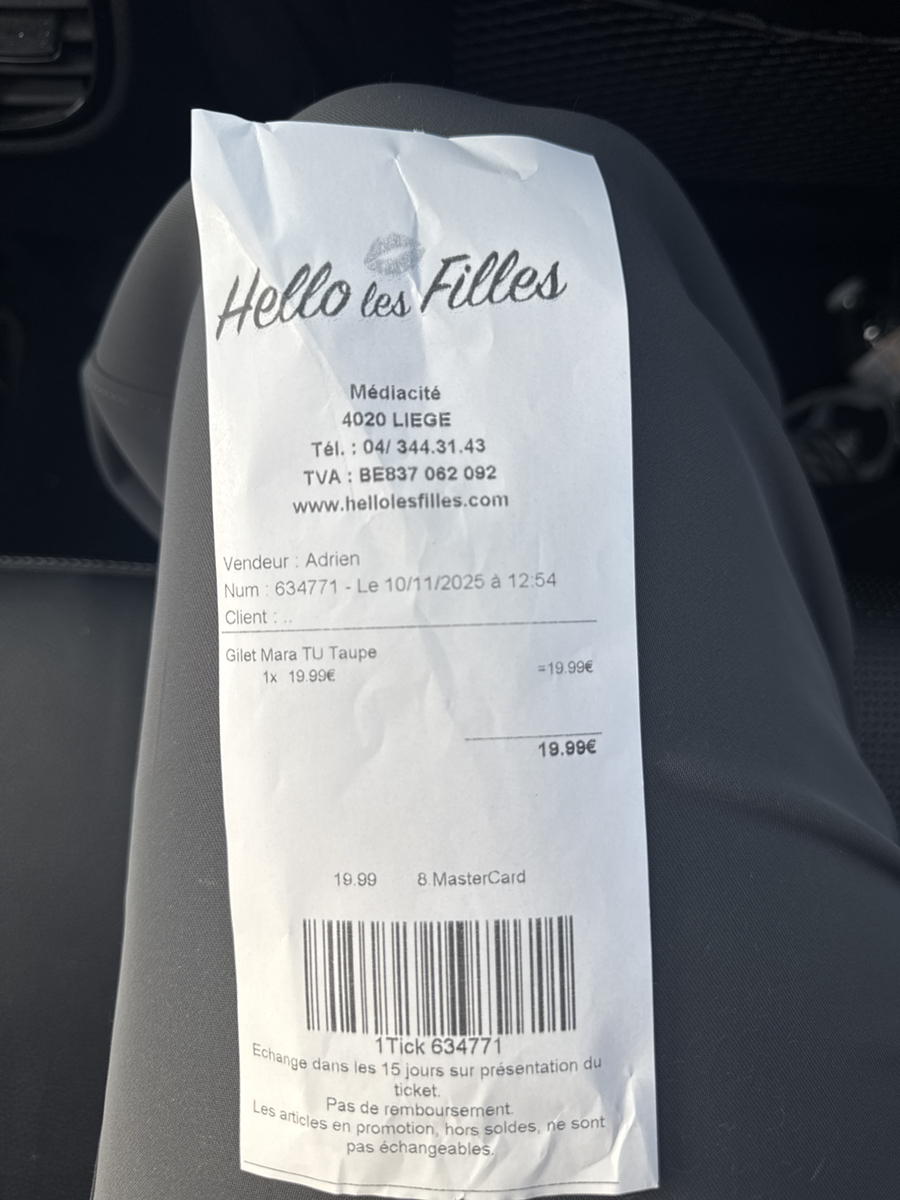 Hello les Filles
Médiacité
4020 LIEGE
Tél. : 04/ 344.31.43
TVA : BE837 062 092
www.hellolesfilles.com
Vendeur : Adrien
Num : 634771 - Le 10/11/2025 à 12:54
Client : ..
Gilet Mara TU Taupe
1x 19.99€ =19.99€
19.99€
19.99 8 MasterCard
1Tick 634771
Echange dans les 15 jours sur présentation du
ticket.
Pas de remboursement.
Les articles en promotion, hors soldes, ne sont
pas échangeables.